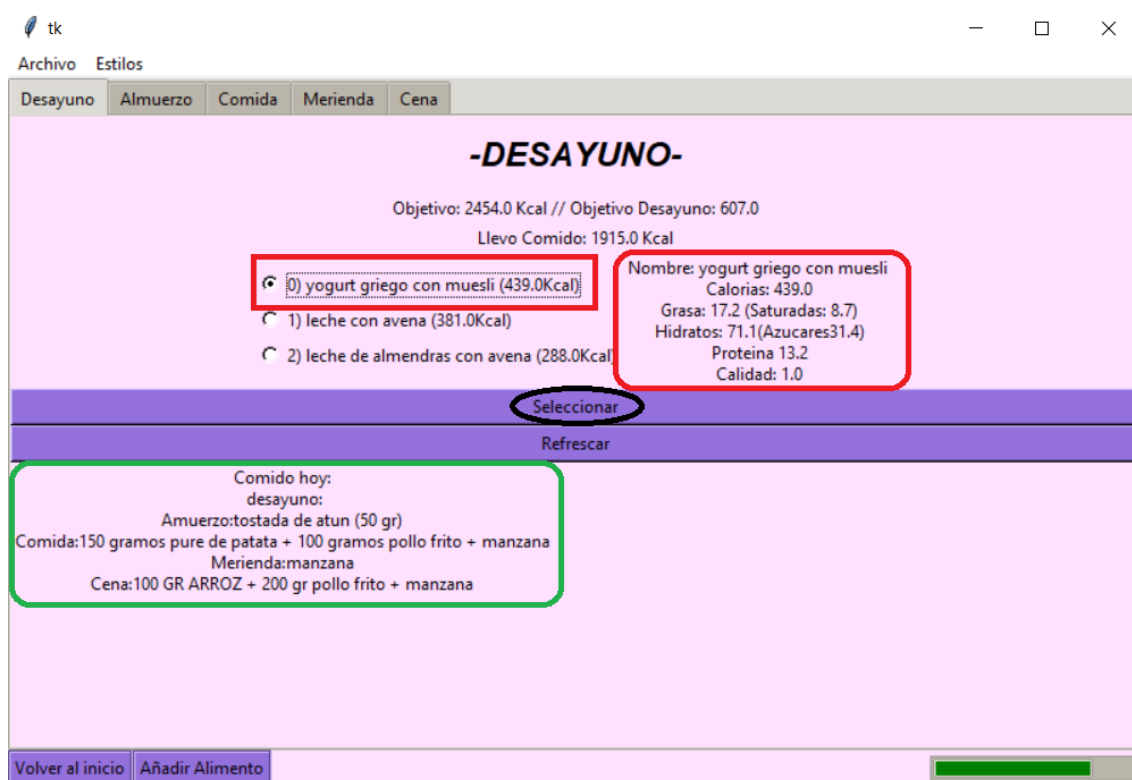 tk
Archivo Estilos
Desayuno Almuerzo Comida Merienda Cena
-DESAYUNO-
Objetivo: 2454.0 Kcal // Objetivo Desayuno: 607.0
Llevo Comido: 1915.0 Kcal
0) yogurt griego con muesli (439.0Kcal)
1) leche con avena (381.0Kcal)
2) leche de almendras con avena (288.0Kcal)
Nombre: yogurt griego con muesli
Calorias: 439.0
Grasa: 17.2 (Saturadas: 8.7)
Hidratos: 71.1(Azucares31.4)
Proteina 13.2
Calidad: 1.0
Seleccionar
Refrescar
Comido hoy:
desayuno:
Amuerzo:tostada de atun (50 gr)
Comida:150 gramos pure de patata + 100 gramos pollo frito + manzana
Merienda:manzana
Cena:100 GR ARROZ + 200 gr pollo frito + manzana
Volver al inicio Añadir Alimento